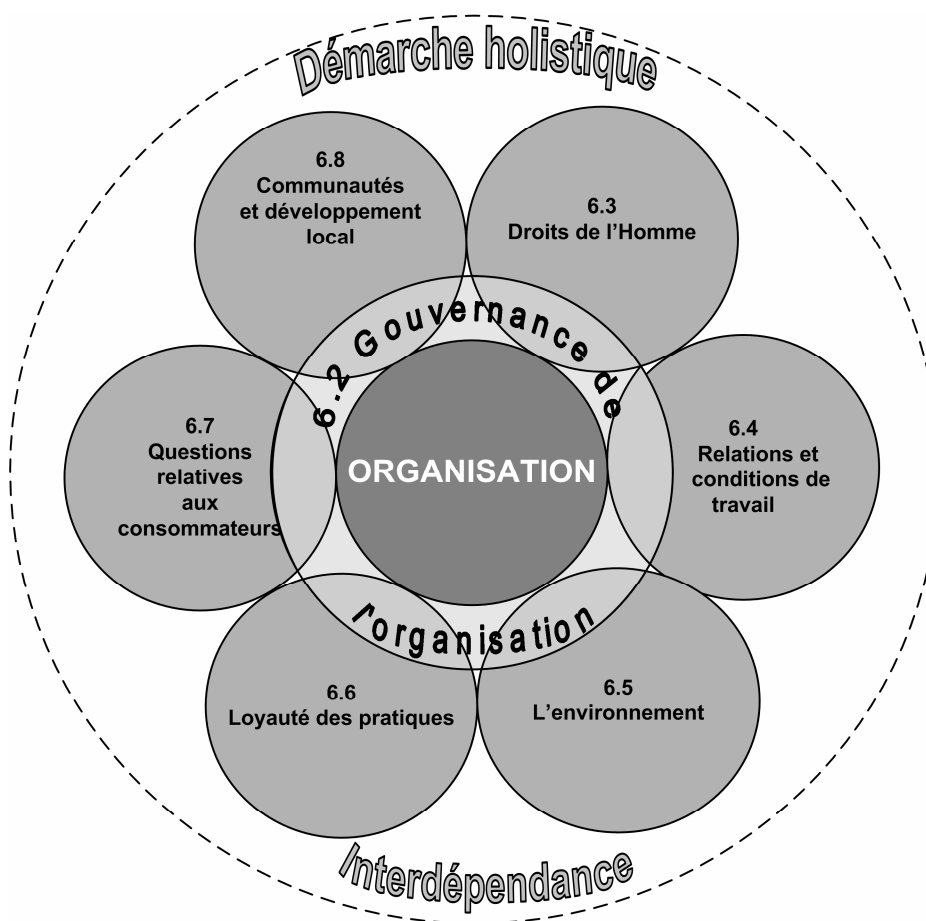 Démarche holistique
6.8
Communautés
et développement
local
6.3
Droits de l’Homme
6.2 Gouvernance de
l'organisation
6.7
Questions
relatives
aux
consommateurs
ORGANISATION
6.4
Relations et
conditions de
travail
6.6
Loyauté des pratiques
6.5
L’environnement
Interdépendance